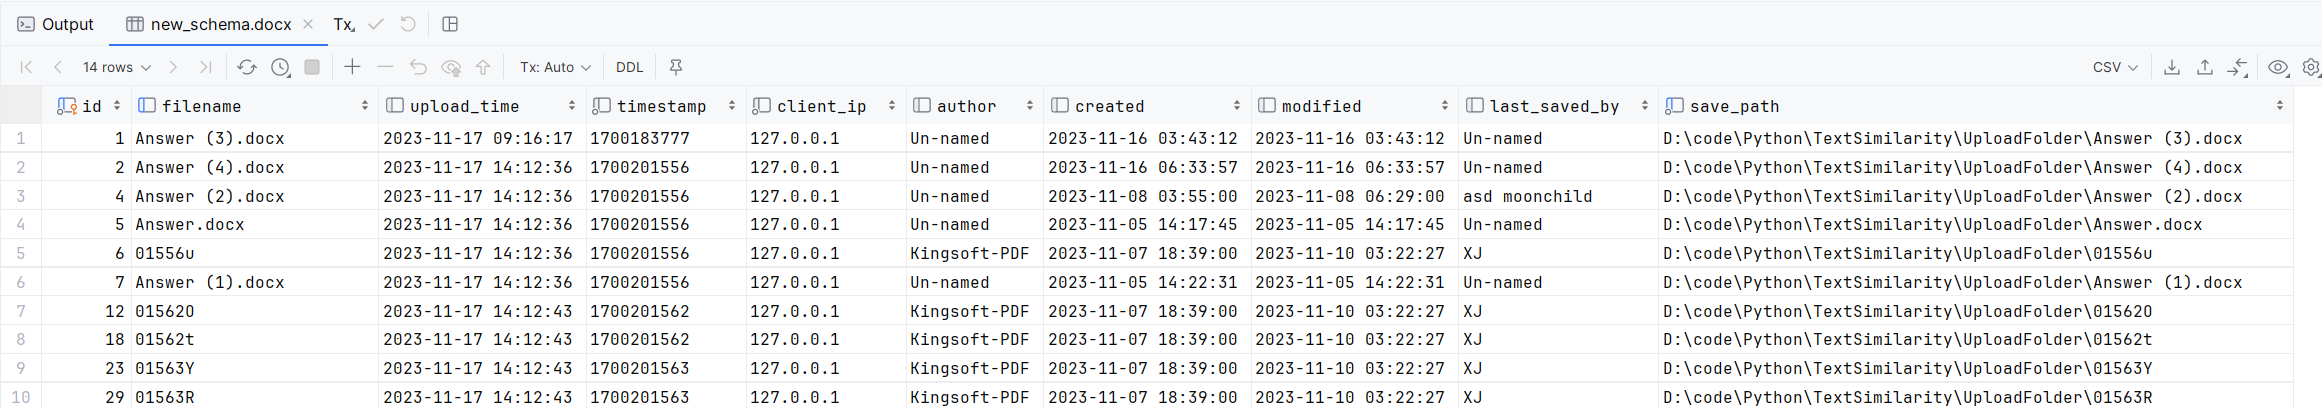 Output new_schema.docx Tx
14 rows Tx: Auto DDL CSV
id filename upload_time timestamp client_ip author created modified last_saved_by save_path
1 1 Answer (3).docx 2023-11-17 09:16:17 1700183777 127.0.0.1 Un-named 2023-11-16 03:43:12 2023-11-16 03:43:12 Un-named D:\code\Python\TextSimilarity\UploadFolder\Answer (3).docx
2 2 Answer (4).docx 2023-11-17 14:12:36 1700201556 127.0.0.1 Un-named 2023-11-16 06:33:57 2023-11-16 06:33:57 Un-named D:\code\Python\TextSimilarity\UploadFolder\Answer (4).docx
3 4 Answer (2).docx 2023-11-17 14:12:36 1700201556 127.0.0.1 Un-named 2023-11-08 03:55:00 2023-11-08 06:29:00 asd moonchild D:\code\Python\TextSimilarity\UploadFolder\Answer (2).docx
4 5 Answer.docx 2023-11-17 14:12:36 1700201556 127.0.0.1 Un-named 2023-11-05 14:17:45 2023-11-05 14:17:45 Un-named D:\code\Python\TextSimilarity\UploadFolder\Answer.docx
5 6 01556u 2023-11-17 14:12:36 1700201556 127.0.0.1 Kingsoft-PDF 2023-11-07 18:39:00 2023-11-10 03:22:27 XJ D:\code\Python\TextSimilarity\UploadFolder\01556u
6 7 Answer (1).docx 2023-11-17 14:12:36 1700201556 127.0.0.1 Un-named 2023-11-05 14:22:31 2023-11-05 14:22:31 Un-named D:\code\Python\TextSimilarity\UploadFolder\Answer (1).docx
7 12 01562O 2023-11-17 14:12:43 1700201562 127.0.0.1 Kingsoft-PDF 2023-11-07 18:39:00 2023-11-10 03:22:27 XJ D:\code\Python\TextSimilarity\UploadFolder\01562O
8 18 01562t 2023-11-17 14:12:43 1700201562 127.0.0.1 Kingsoft-PDF 2023-11-07 18:39:00 2023-11-10 03:22:27 XJ D:\code\Python\TextSimilarity\UploadFolder\01562t
9 23 01563Y 2023-11-17 14:12:43 1700201563 127.0.0.1 Kingsoft-PDF 2023-11-07 18:39:00 2023-11-10 03:22:27 XJ D:\code\Python\TextSimilarity\UploadFolder\01563Y
10 29 01563R 2023-11-17 14:12:43 1700201563 127.0.0.1 Kingsoft-PDF 2023-11-07 18:39:00 2023-11-10 03:22:27 XJ D:\code\Python\TextSimilarity\UploadFolder\01563R